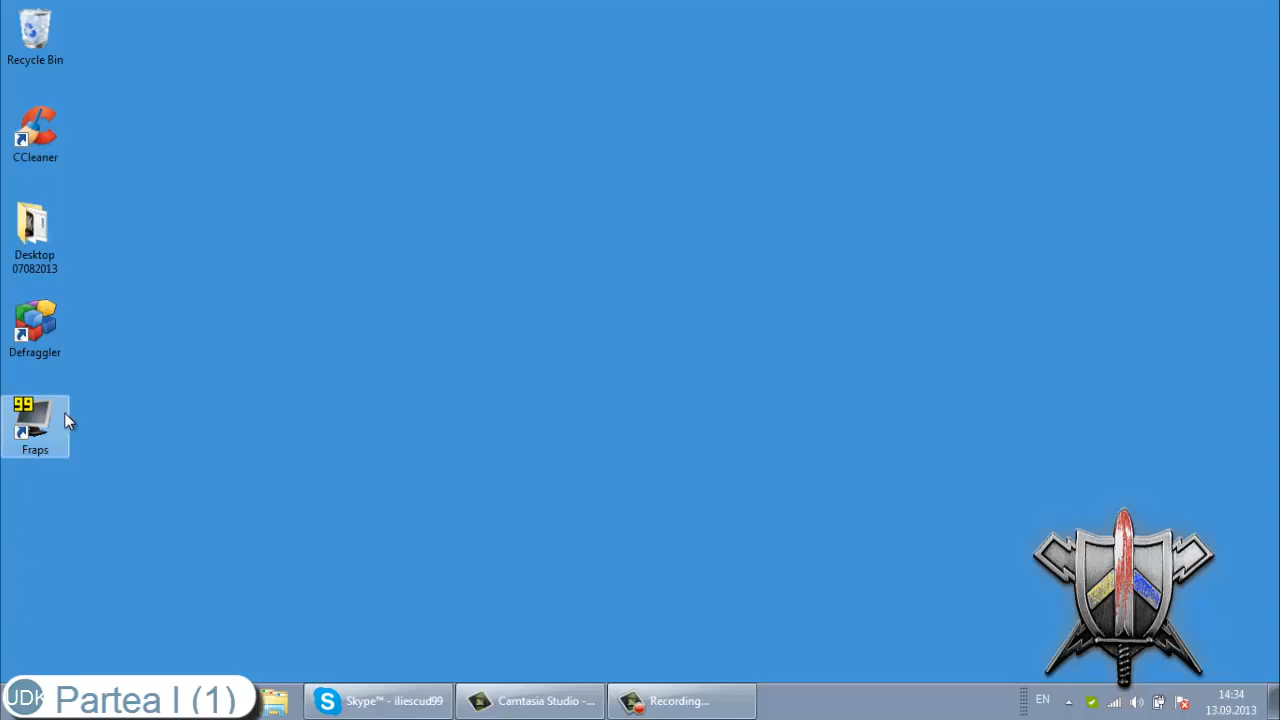 Recycle Bin
CCleaner
Desktop
07082013
Defraggler
99
Fraps
JDK
Partea I (1)
S
Skype™ - iliescud99
Camtasia Studio -...
Recording...
EN
14:34
13.09.2013